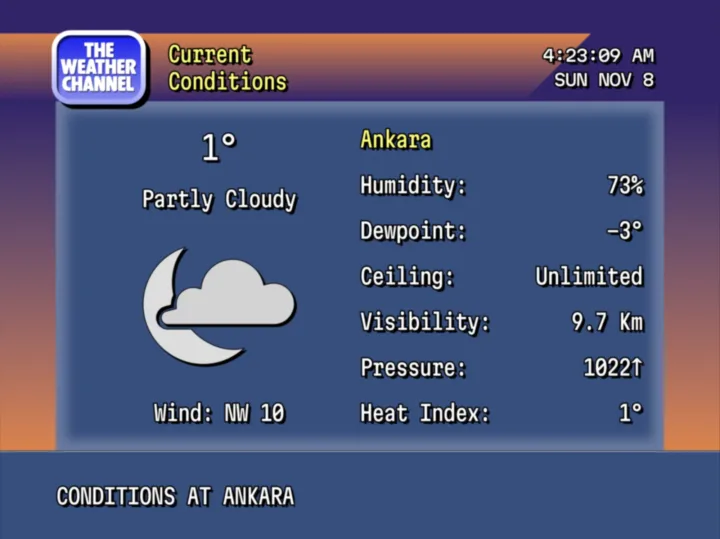 THE
WEATHER
CHANNEL
Current
Conditions
4:23:09 AM
SUN NOV 8
1°
Partly Cloudy
Wind: NW 10
Ankara
Humidity: 73%
Dewpoint: -3°
Ceiling: Unlimited
Visibility: 9.7 Km
Pressure: 1022↑
Heat Index: 1°
CONDITIONS AT ANKARA